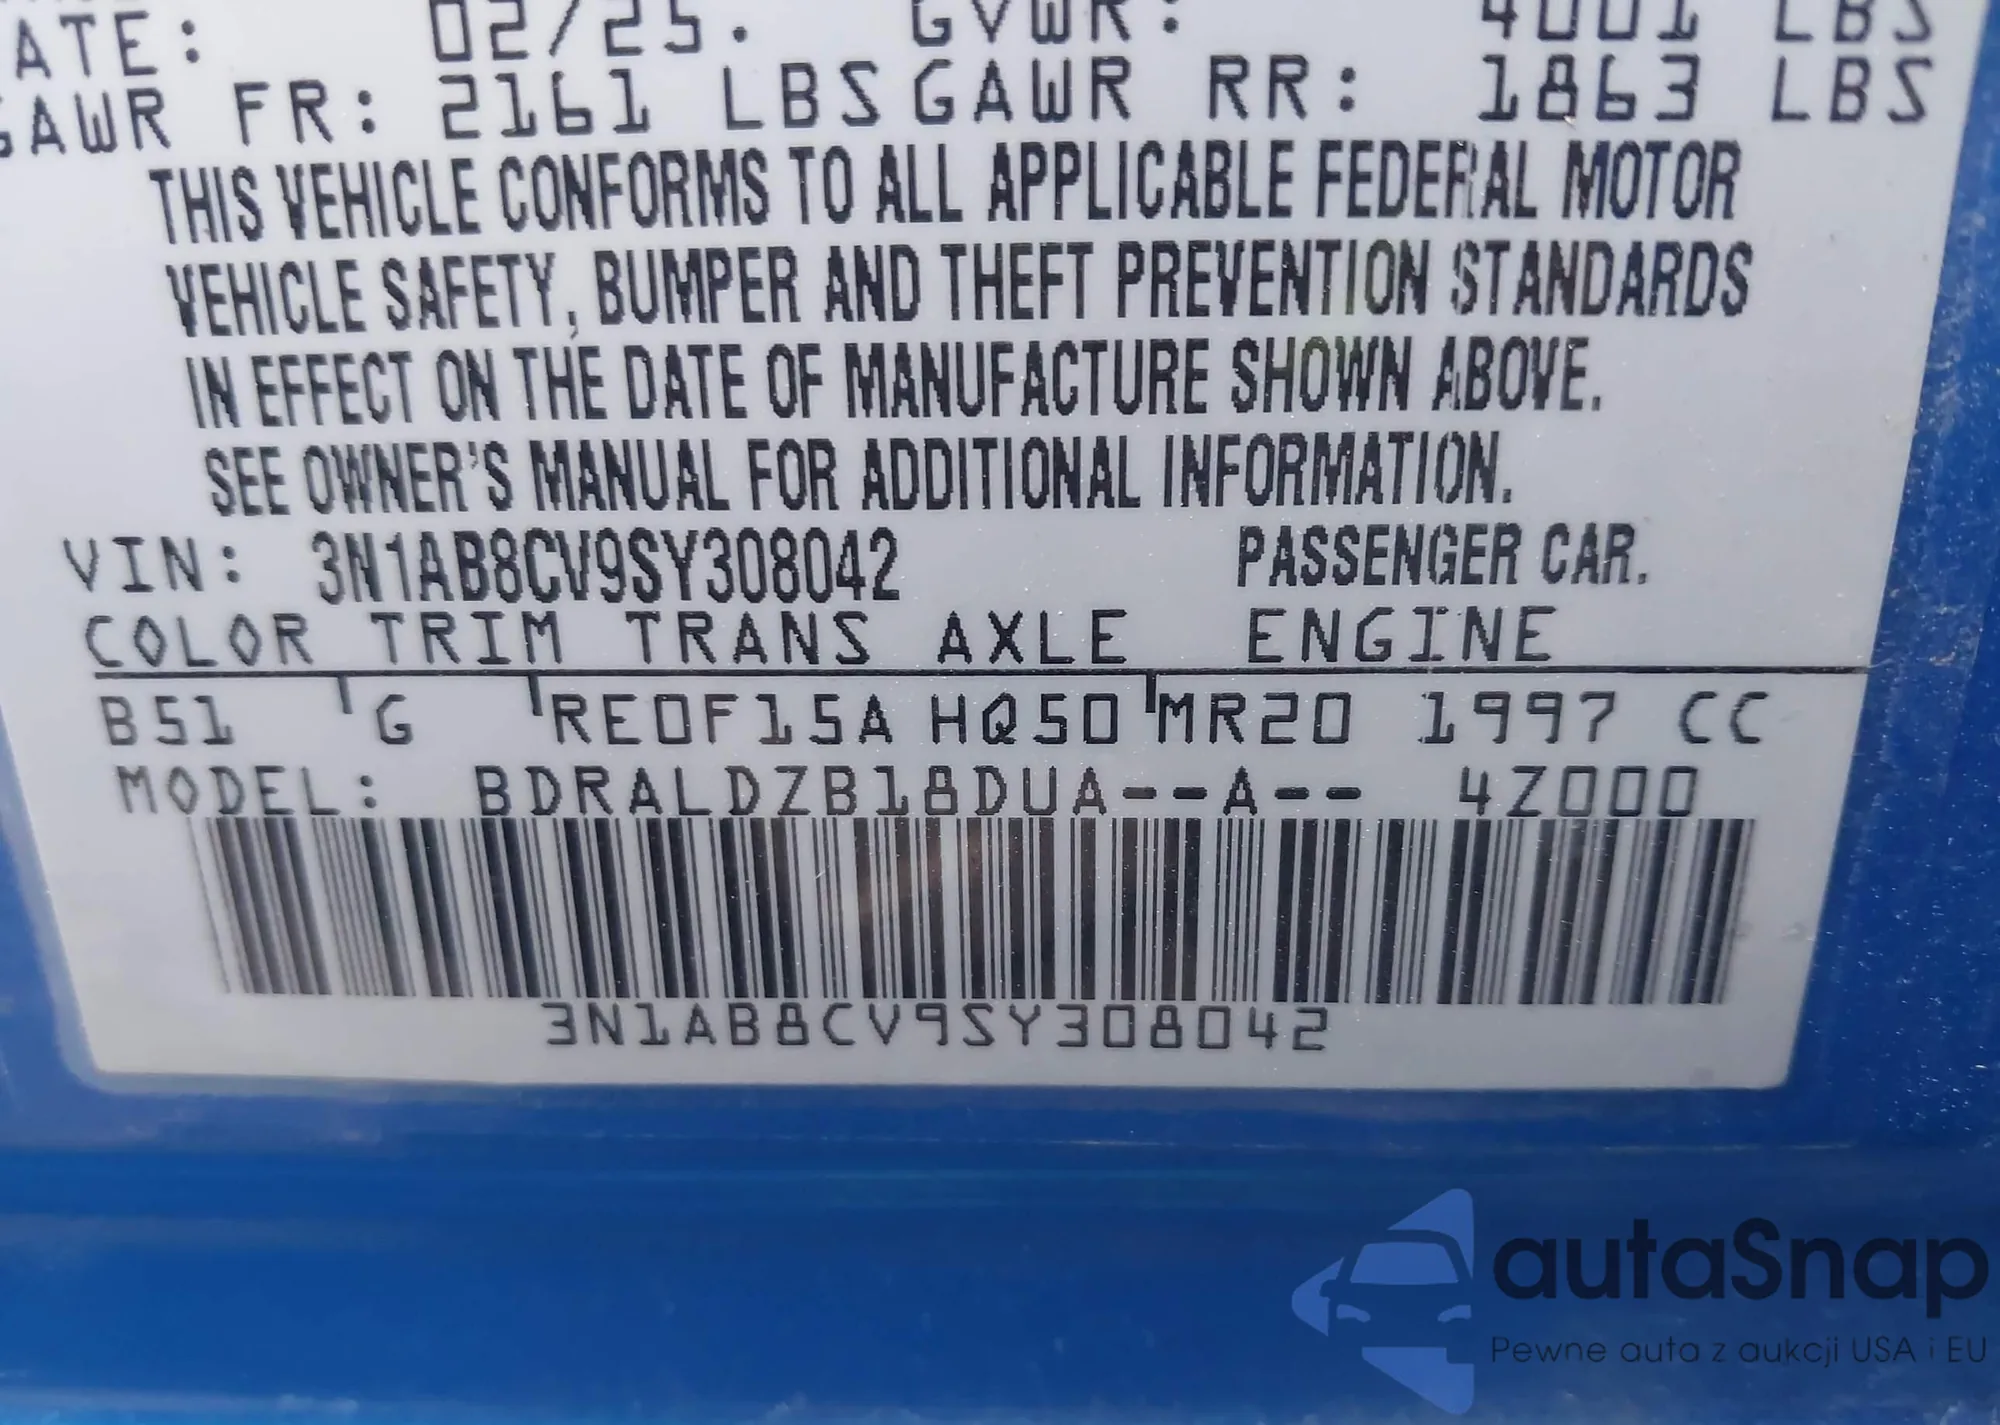 ATE: 02/25. GVWR: 4001 LBS
GAWR FR: 2161 LBS GAWR RR: 1863 LBS
THIS VEHICLE CONFORMS TO ALL APPLICABLE FEDERAL MOTOR
VEHICLE SAFETY, BUMPER AND THEFT PREVENTION STANDARDS
IN EFFECT ON THE DATE OF MANUFACTURE SHOWN ABOVE.
SEE OWNER'S MANUAL FOR ADDITIONAL INFORMATION.
VIN: 3N1AB8CV9SY308042 PASSENGER CAR.
COLOR TRIM TRANS AXLE ENGINE
B51 G RE0F15A HQ50 MR20 1997 CC
MODEL: BDRALDZB18DUA--A-- 4Z000
3N1AB8CV9SY308042
autaSnap
Pewne auta z aukcji USA i EU